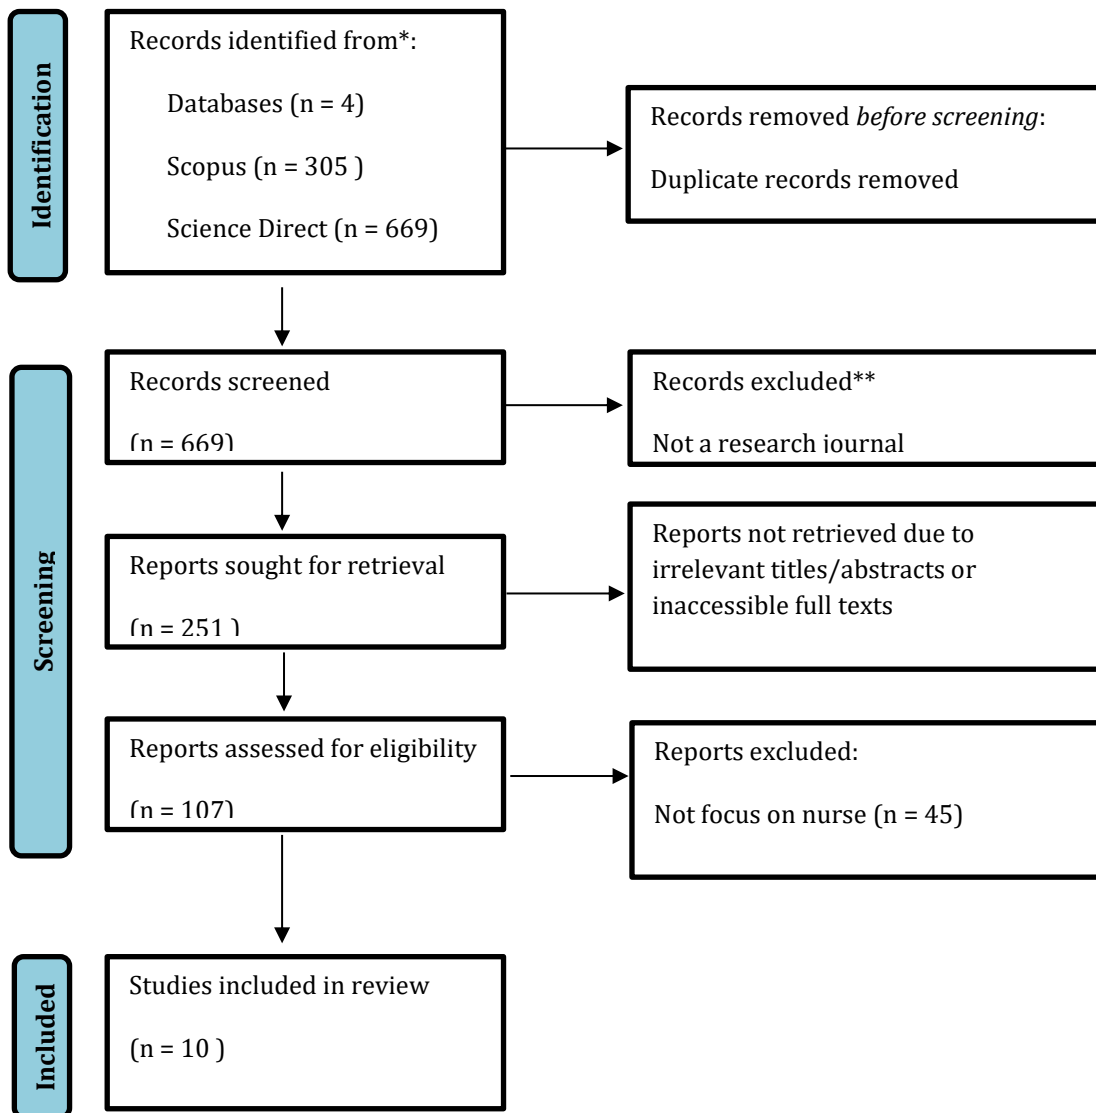 Identification
Records identified from*:
Databases (n = 4)
Scopus (n = 305 )
Science Direct (n = 669)
Records removed before screening:
Duplicate records removed
Screening
Records screened
(n = 669)
Records excluded**
Not a research journal
Reports sought for retrieval
(n = 251 )
Reports not retrieved due to
irrelevant titles/abstracts or
inaccessible full texts
Reports assessed for eligibility
(n = 107)
Reports excluded:
Not focus on nurse (n = 45)
Included
Studies included in review
(n = 10 )